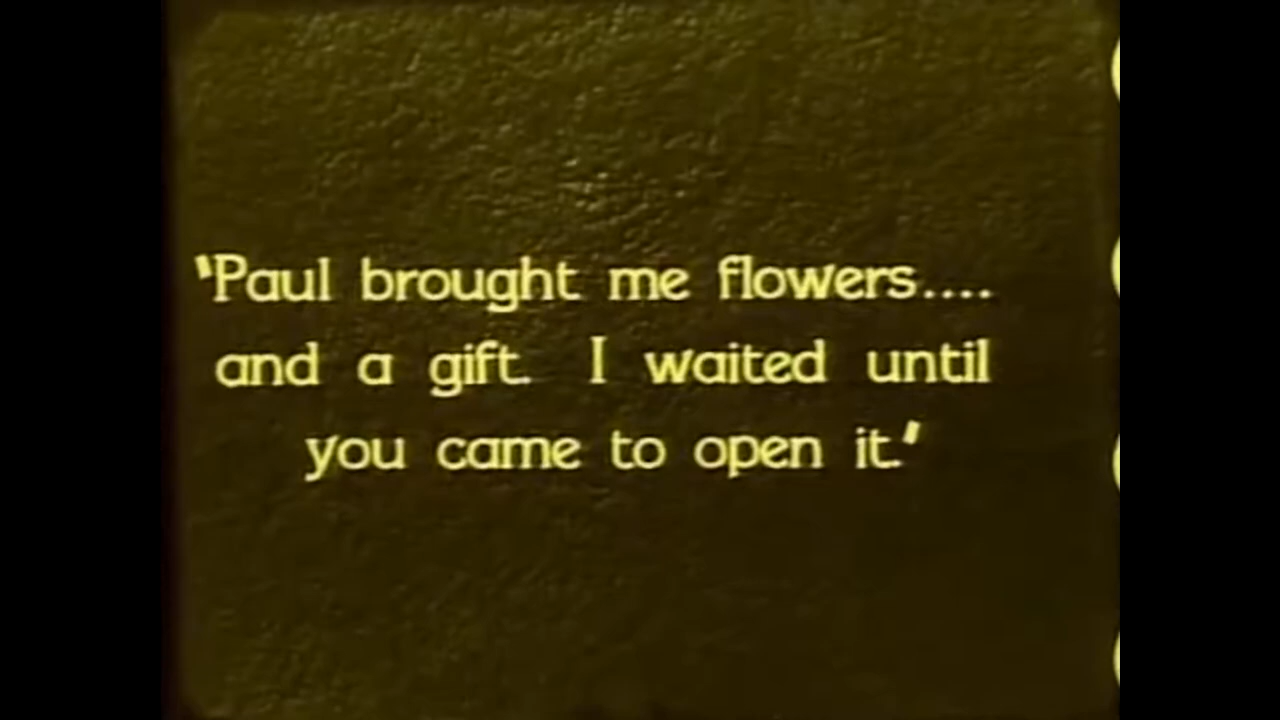 "Paul brought me flowers....
and a gift. I waited until
you came to open it."